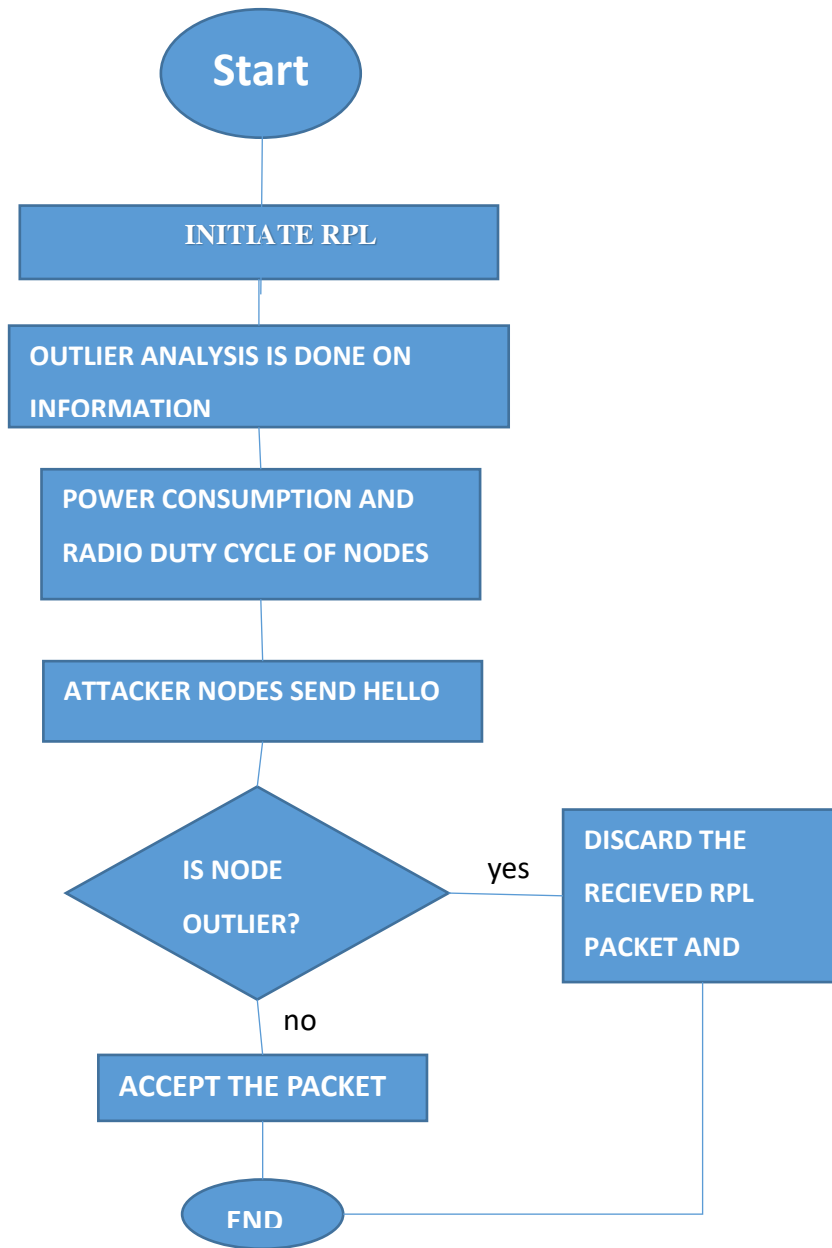 Start
INITIATE RPL
OUTLIER ANALYSIS IS DONE ON
INFORMATION
POWER CONSUMPTION AND
RADIO DUTY CYCLE OF NODES
ATTACKER NODES SEND HELLO
IS NODE
OUTLIER?
yes
DISCARD THE
RECIEVED RPL
PACKET AND
no
ACCEPT THE PACKET
END